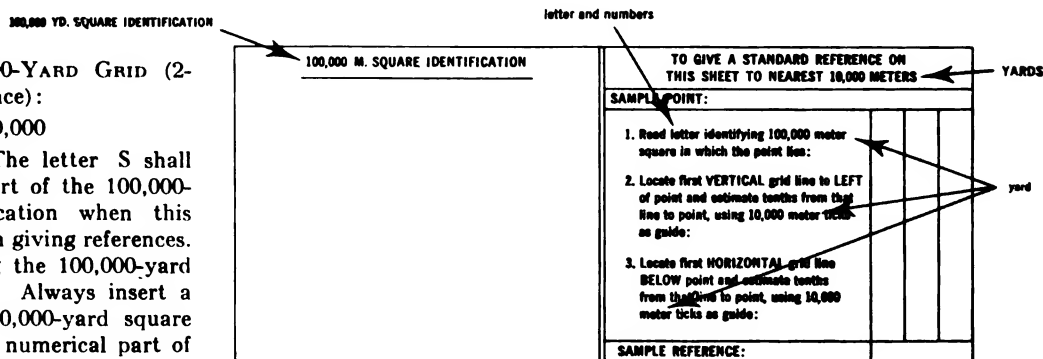 100,000 YD. SQUARE IDENTIFICATION
letter and numbers
0-YARD GRID (2-
nce):
0,000
The letter S shall
rt of the 100,000-
cation when this
n giving references.
g the 100,000-yard
Always insert a
0,000-yard square
numerical part of
100,000 M. SQUARE IDENTIFICATION
TO GIVE A STANDARD REFERENCE ON
THIS SHEET TO NEAREST 10,000 METERS
YARDS
SAMPLE POINT:
1. Read letter identifying 100,000 meter
square in which the point lies:
2. Locate first VERTICAL grid line to LEFT
of point and estimate tenths from that
line to point, using 10,000 meter ticks
as guide:
yard
3. Locate first HORIZONTAL grid line
BELOW point and estimate tenths
from that line to point, using 10,000
meter ticks as guide:
SAMPLE REFERENCE: